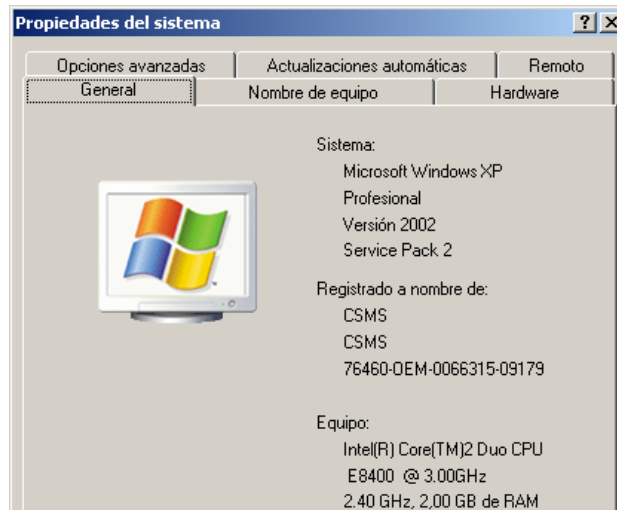 Propiedades del sistema
Opciones avanzadas Actualizaciones automáticas Remoto
General Nombre de equipo Hardware
Sistema:
Microsoft Windows XP
Profesional
Versión 2002
Service Pack 2
Registrado a nombre de:
CSMS
CSMS
76460-OEM-0066315-09179
Equipo:
Intel(R) Core(TM)2 Duo CPU
E8400 @ 3.00GHz
2.40 GHz, 2,00 GB de RAM